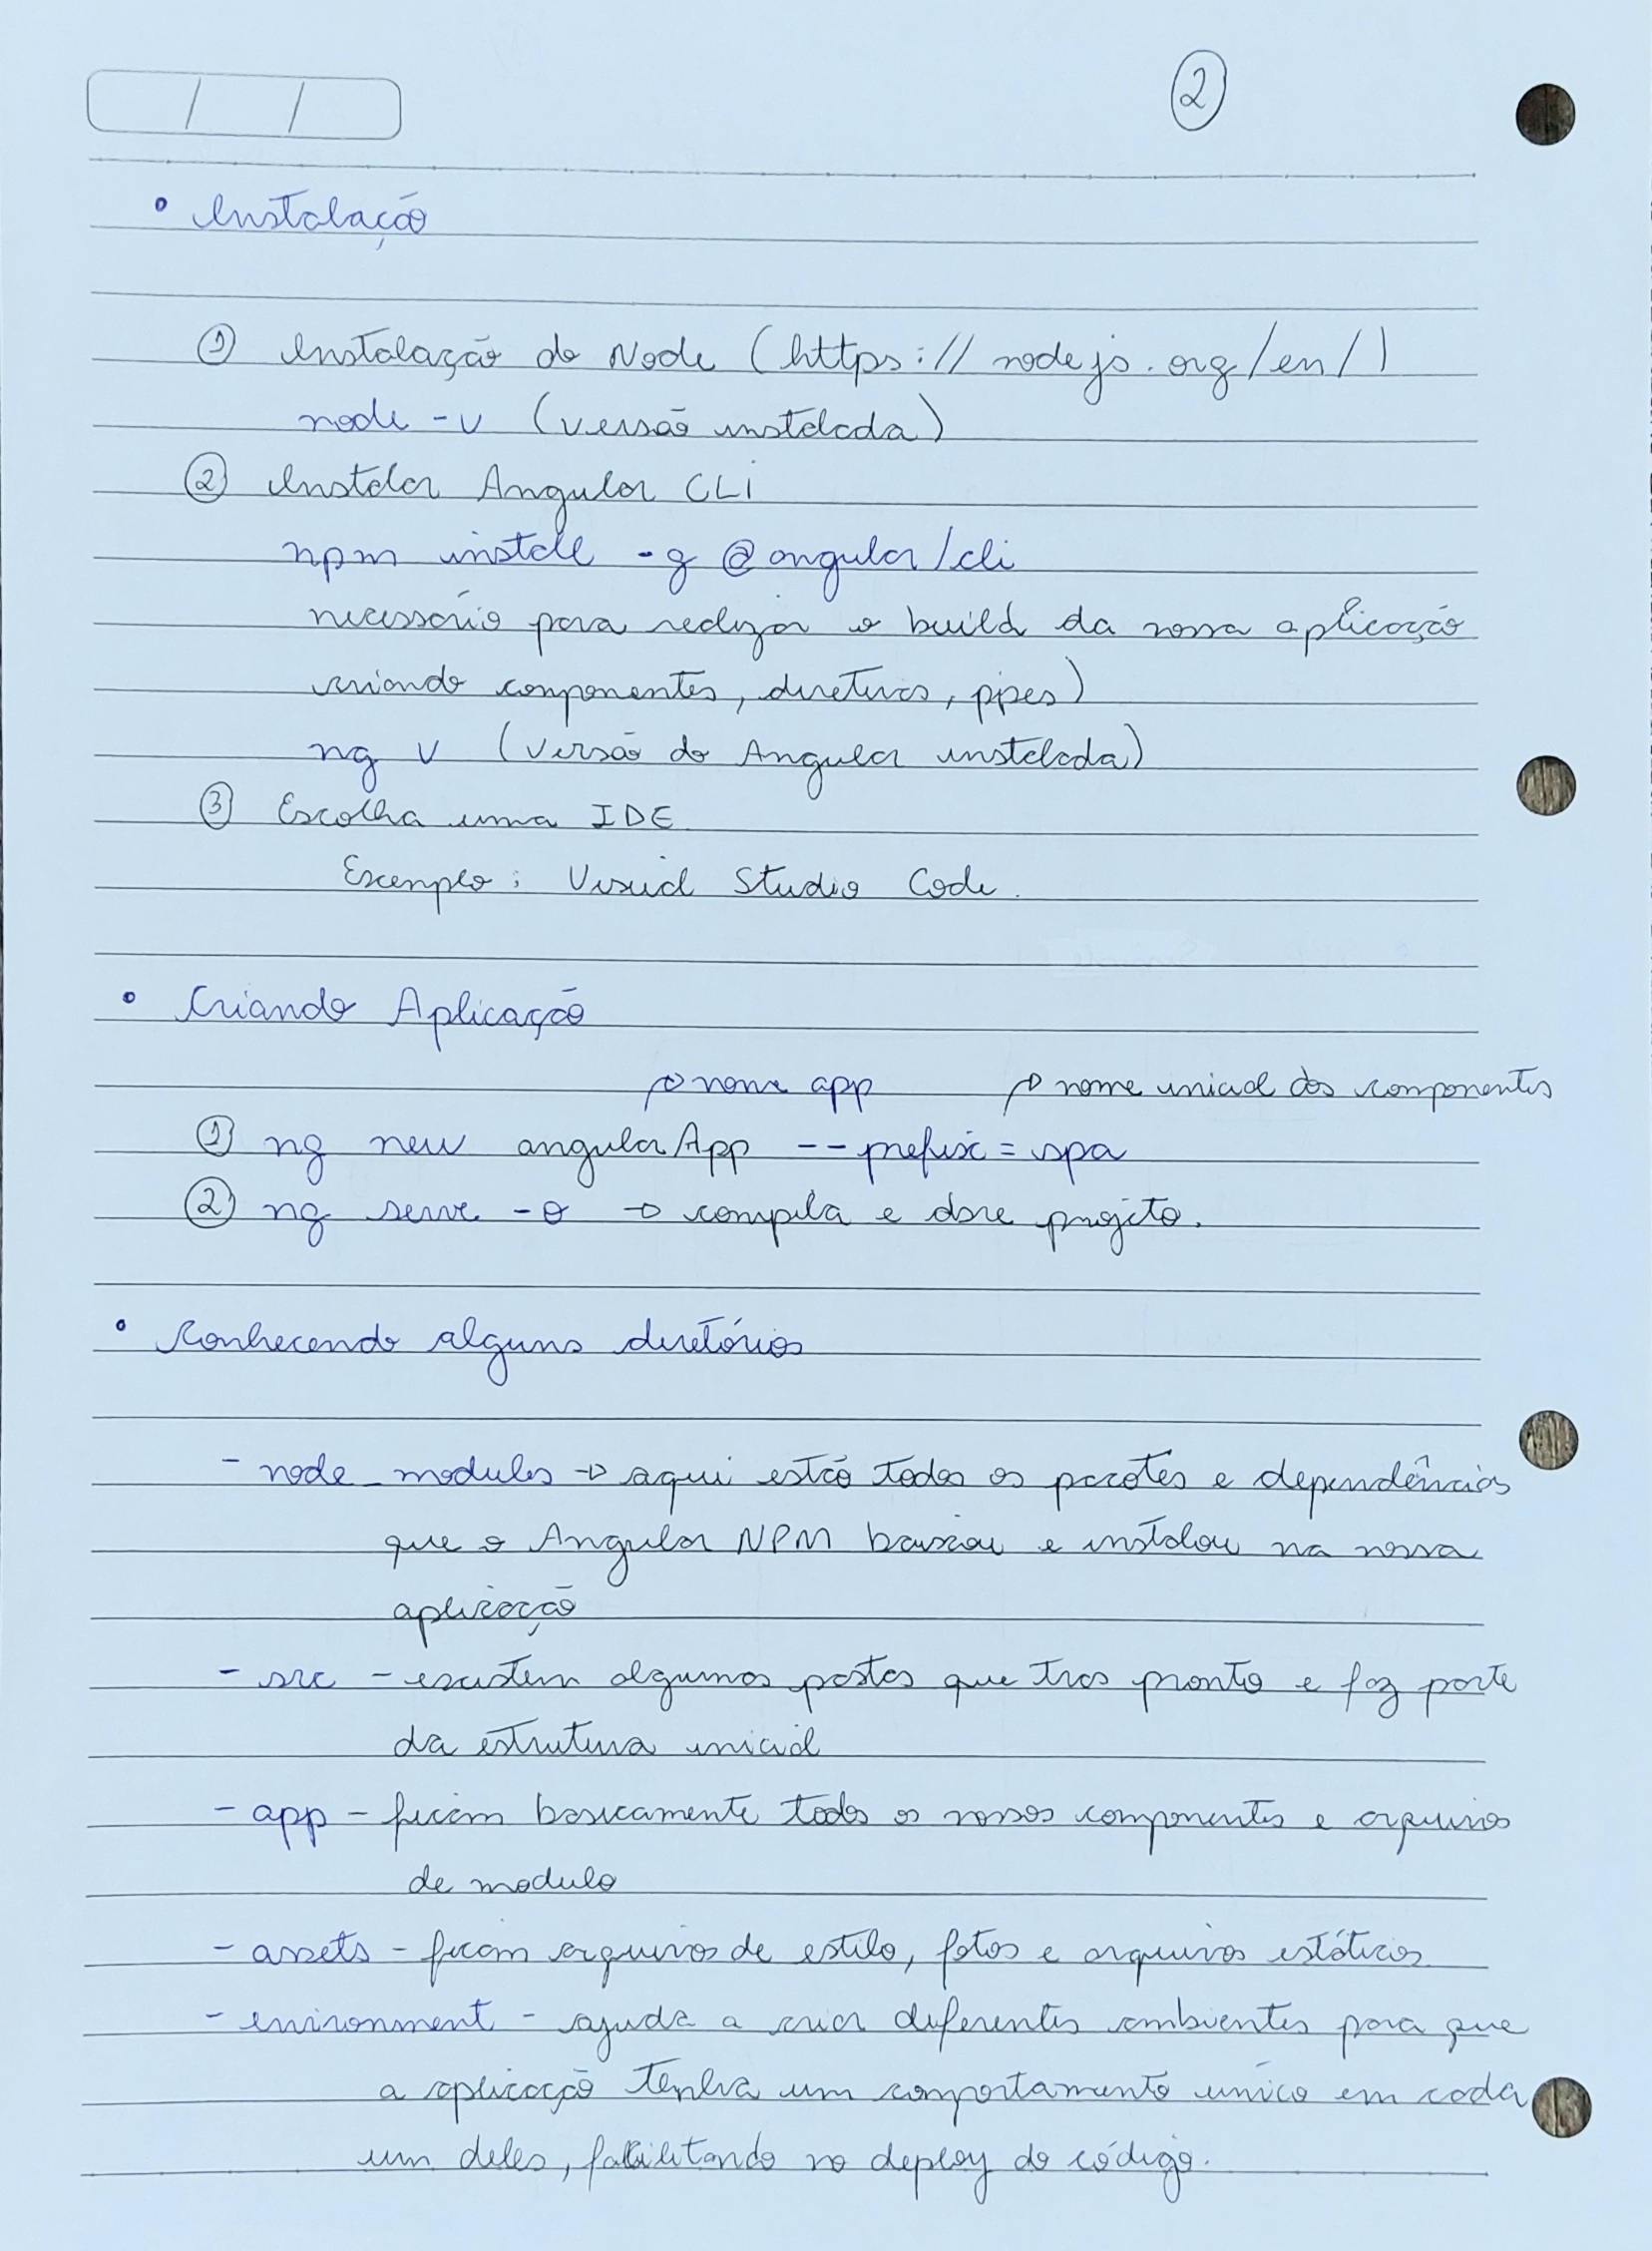 2
• Instalação
① Instalação do Node (https://nodejs.org/en/)
node -v (versão instalada)
② Instalar Angular CLI
npm install -g @angular/cli
necessário para realizar o build da nossa aplicação
criando componentes, diretivas, pipes)
ng v (versão do Angular instalada)
③ Escolha uma IDE
Exemplo: Visual Studio Code.
• Criando Aplicação
nome app nome inicial dos componentes
① ng new angularApp --prefix=spa
② ng serve -o → compila e abre projeto.
• Conhecendo alguns diretórios
- node_modules → aqui estão todos os pacotes e dependências
que o Angular NPM baixou e instalou na nossa
aplicação
- src - existem algumas pastas que tras pronto e faz parte
da estrutura inicial
- app - ficam basicamente todos os nossos componentes e arquivos
de modulo
- assets - ficam arquivos de estilo, fotos e arquivos estáticos
- environment - ajuda a criar diferentes ambientes para que
a aplicação tenha um comportamento único em cada
um deles, facilitando no deploy do código.